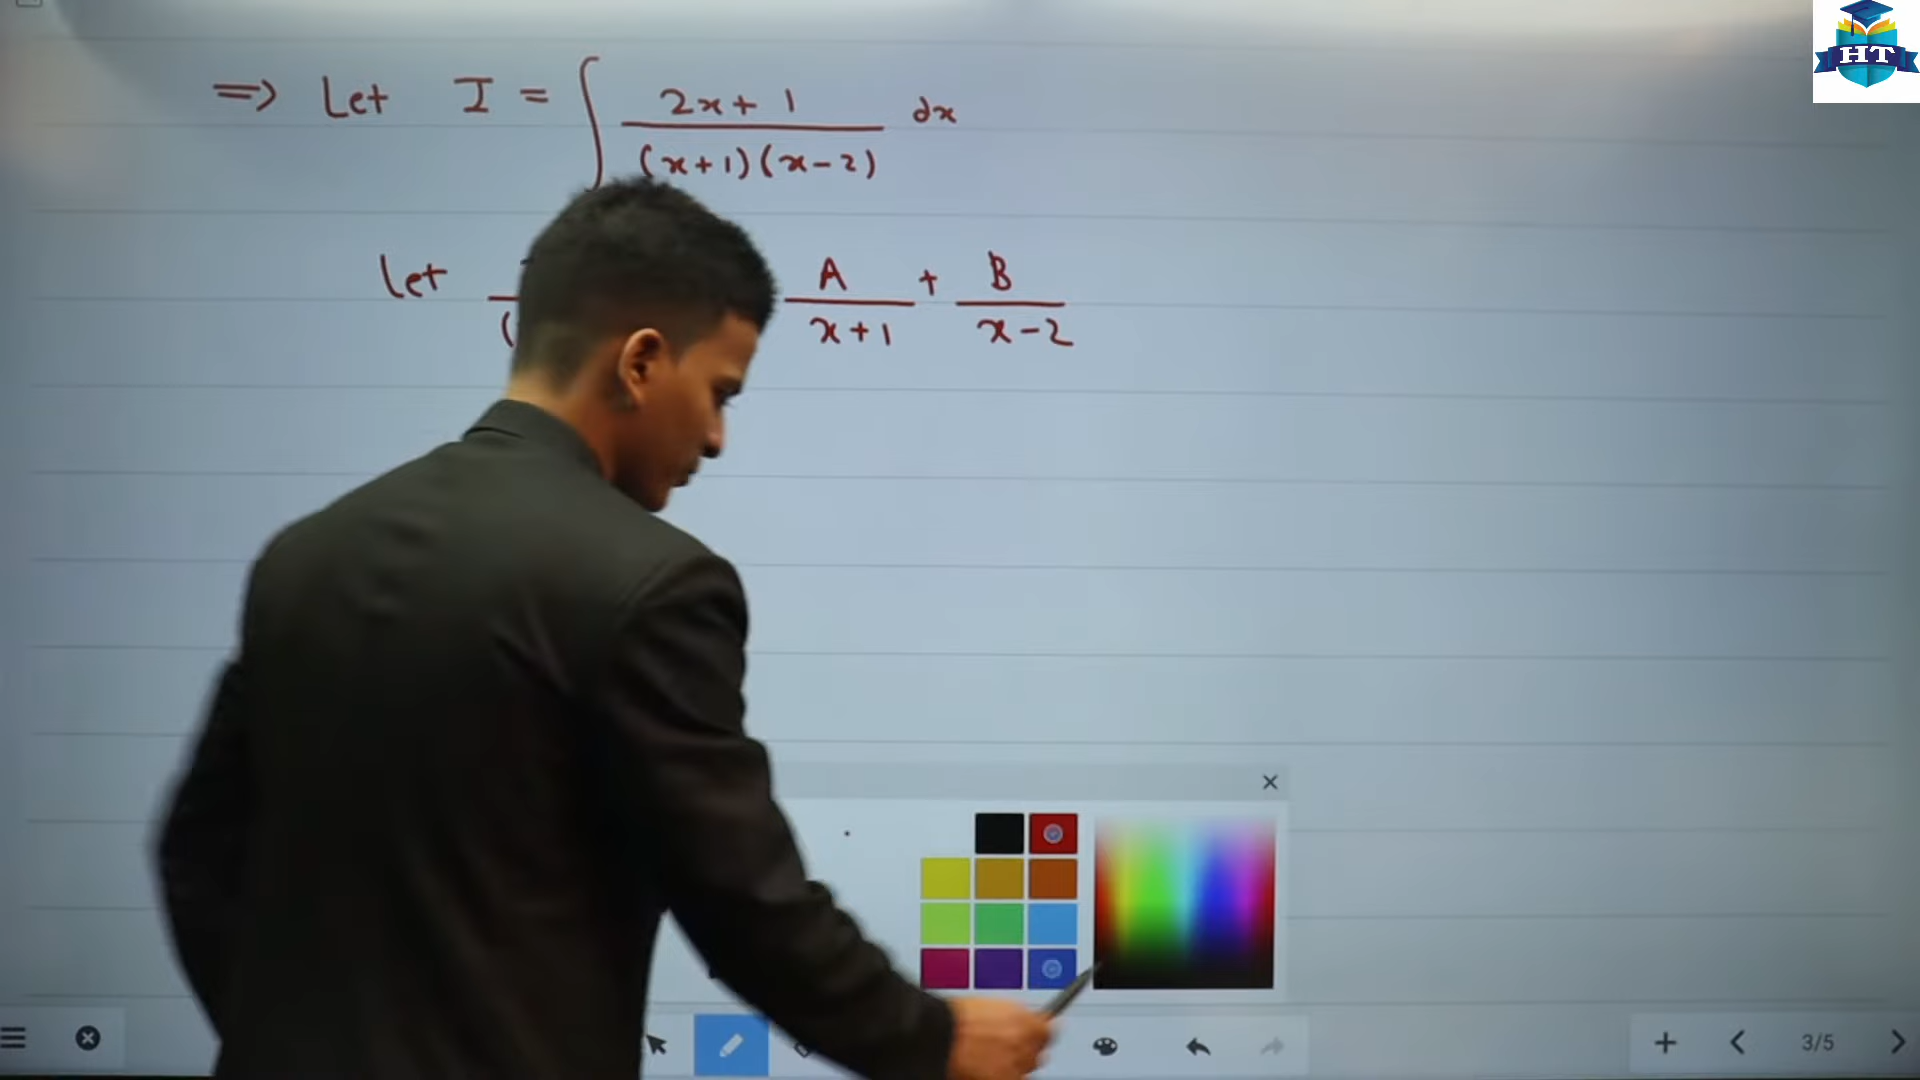 => Let I = ∫ (2x + 1) / ((x+1)(x-2)) dx
Let A / (x+1) + B / (x-2)
3/5
HT